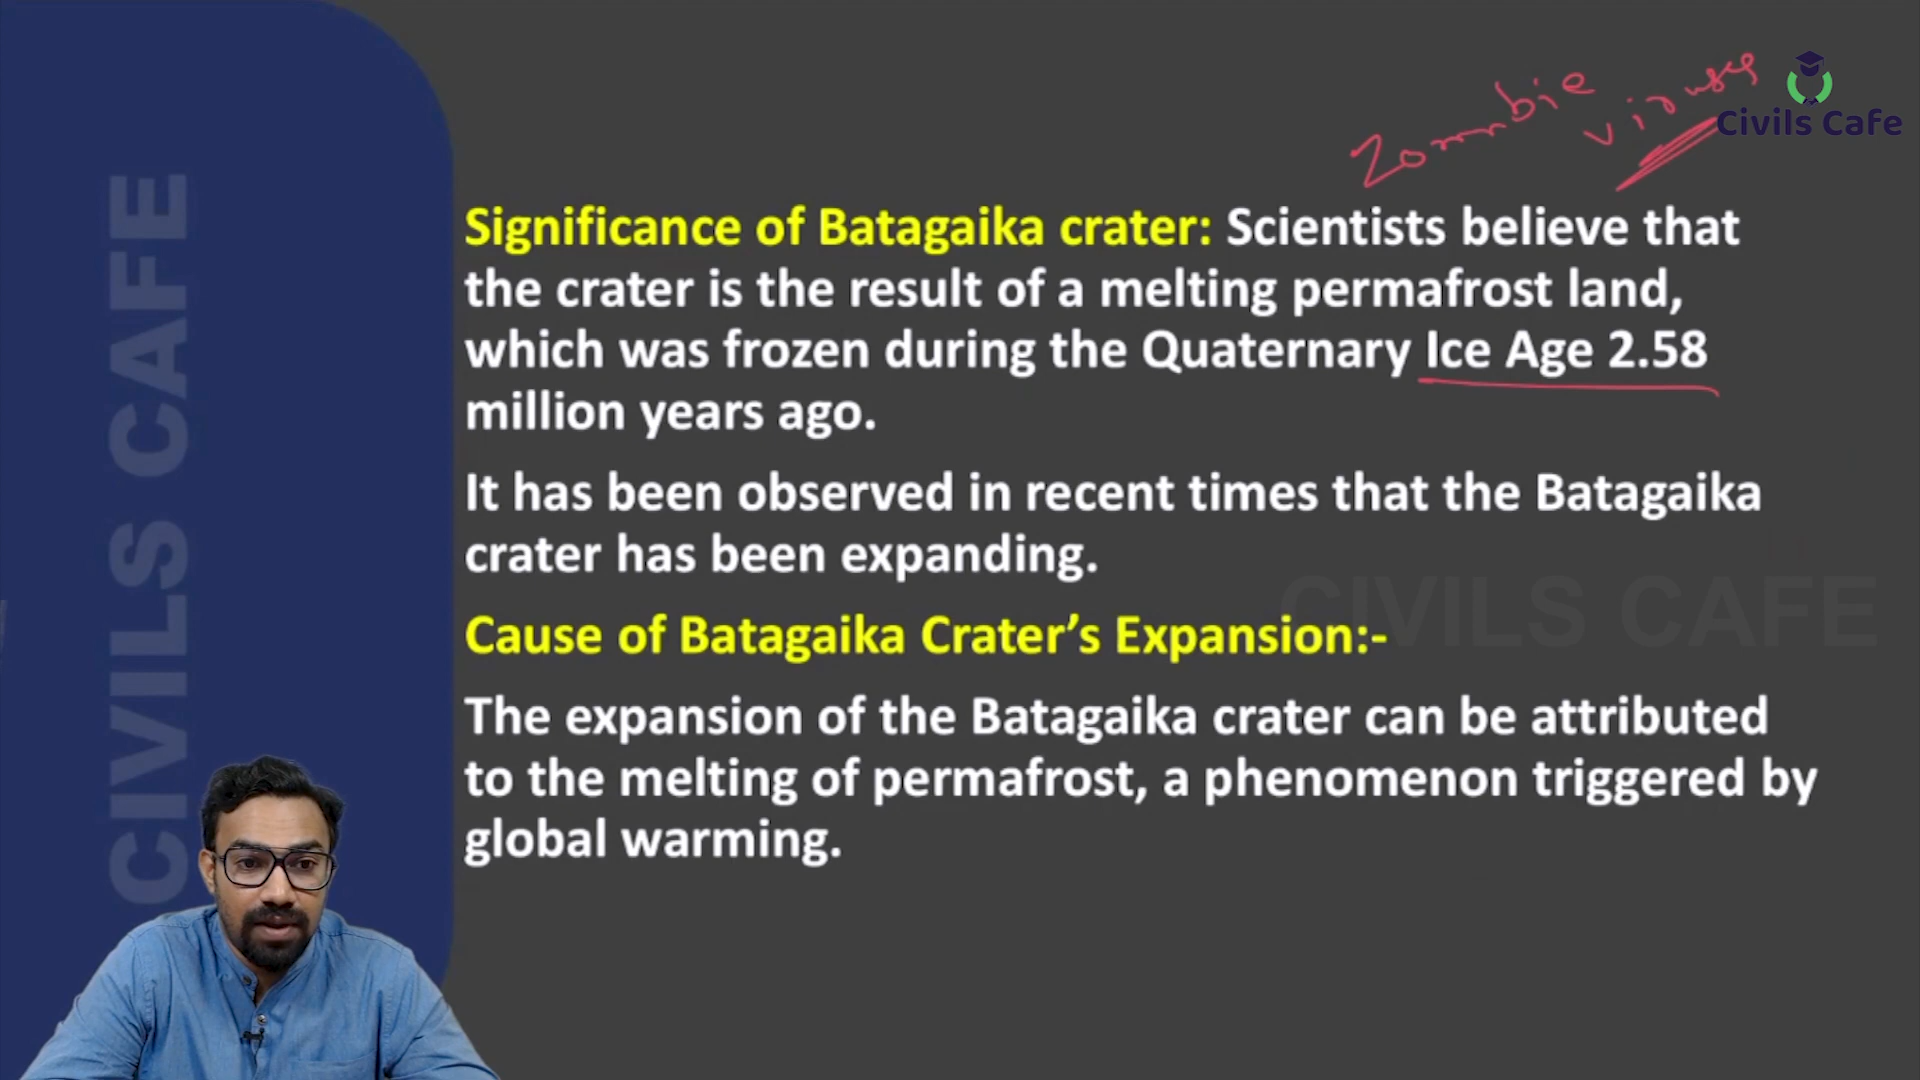 Zombie
viruses
Civils Cafe
Significance of Batagaika crater: Scientists believe that
the crater is the result of a melting permafrost land,
which was frozen during the Quaternary Ice Age 2.58
million years ago.
It has been observed in recent times that the Batagaika
crater has been expanding.
CIVILS CAFE
Cause of Batagaika Crater’s Expansion:-
The expansion of the Batagaika crater can be attributed
to the melting of permafrost, a phenomenon triggered by
global warming.
CIVILS CAFE